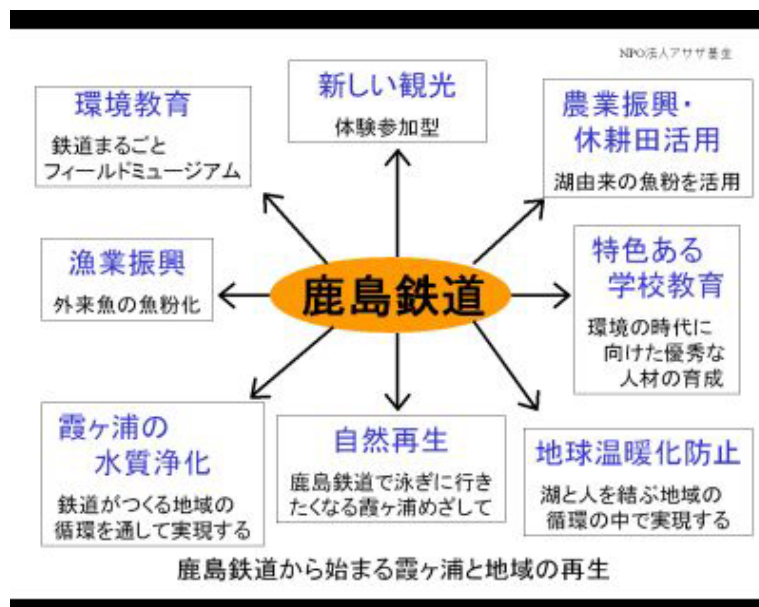 NPO法人アサザ基金
環境教育
鉄道まるごと
フィールドミュージアム
新しい観光
体験参加型
農業振興・
休耕田活用
湖由来の魚粉を活用
漁業振興
外来魚の魚粉化
鹿島鉄道
特色ある
学校教育
環境の時代に
向けた優秀な
人材の育成
霞ヶ浦の
水質浄化
鉄道がつくる地域の
循環を通して実現する
自然再生
鹿島鉄道で泳ぎに行き
たくなる霞ヶ浦めざして
地球温暖化防止
湖と人を結ぶ地域の
循環の中で実現する
鹿島鉄道から始まる霞ヶ浦と地域の再生